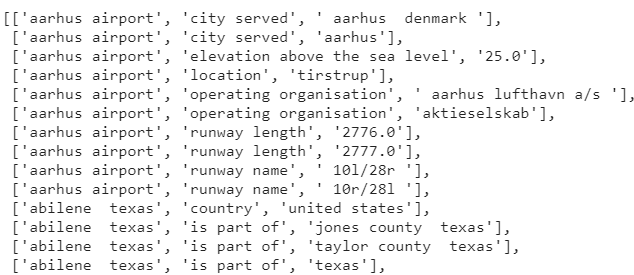 [['aarhus airport', 'city served', ' aarhus  denmark '],
['aarhus airport', 'city served', 'aarhus'],
['aarhus airport', 'elevation above the sea level', '25.0'],
['aarhus airport', 'location', 'tirstrup'],
['aarhus airport', 'operating organisation', ' aarhus lufthavn a/s '],
['aarhus airport', 'operating organisation', 'aktieselskab'],
['aarhus airport', 'runway length', '2776.0'],
['aarhus airport', 'runway length', '2777.0'],
['aarhus airport', 'runway name', ' 10l/28r '],
['aarhus airport', 'runway name', ' 10r/28l '],
['abilene  texas', 'country', 'united states'],
['abilene  texas', 'is part of', 'jones county  texas'],
['abilene  texas', 'is part of', 'taylor county  texas'],
['abilene  texas', 'is part of', 'texas'],